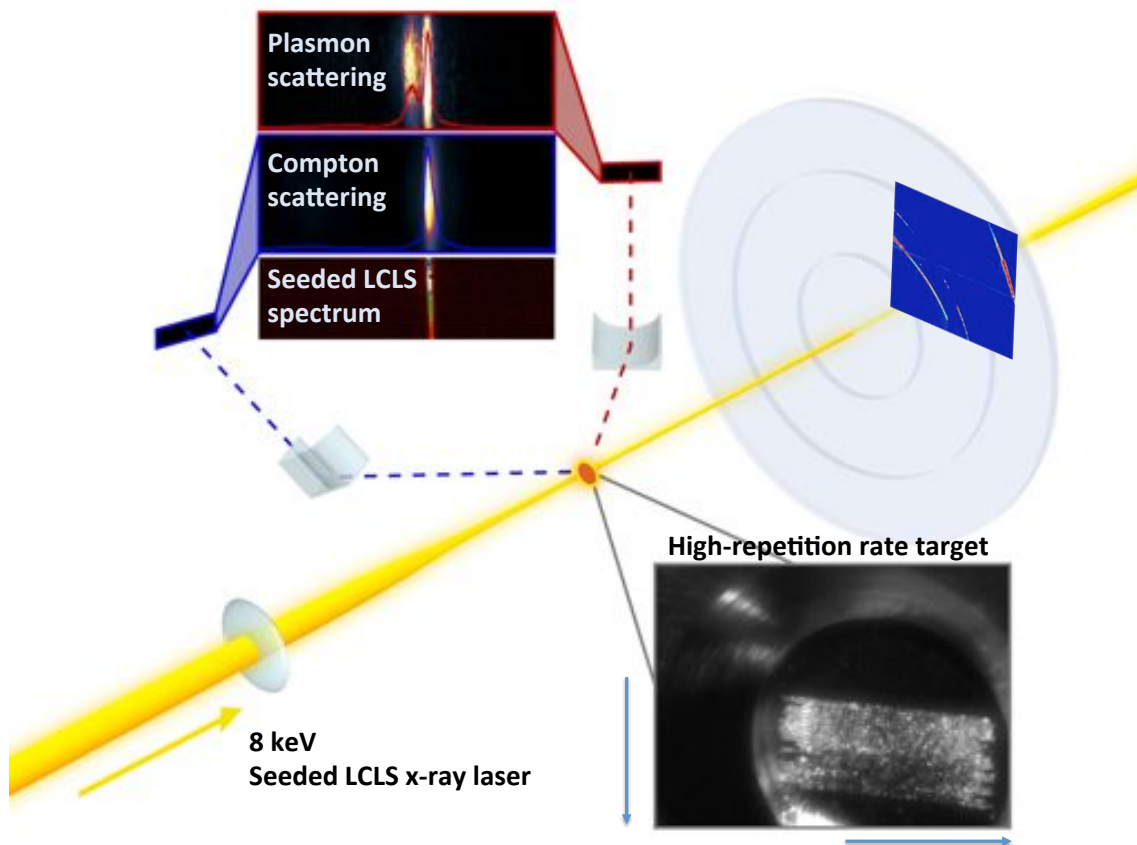 Plasmon
scattering
Compton
scattering
Seeded LCLS
spectrum
High-repetition rate target
8 keV
Seeded LCLS x-ray laser